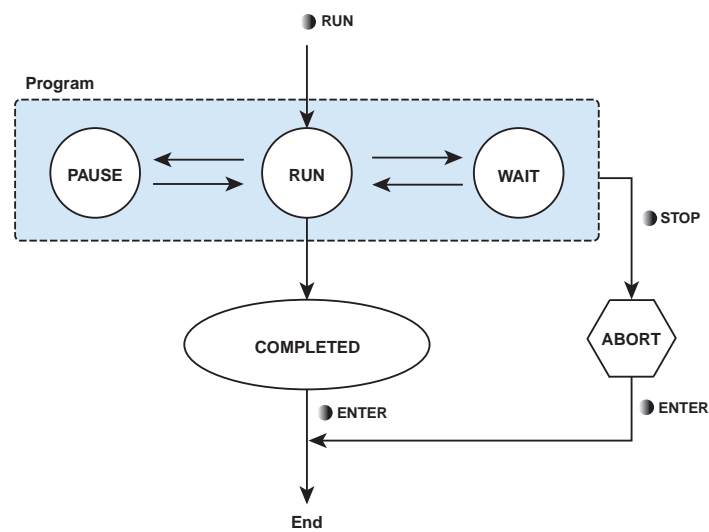 RUN
Program
PAUSE
RUN
WAIT
STOP
COMPLETED
ABORT
ENTER
ENTER
End